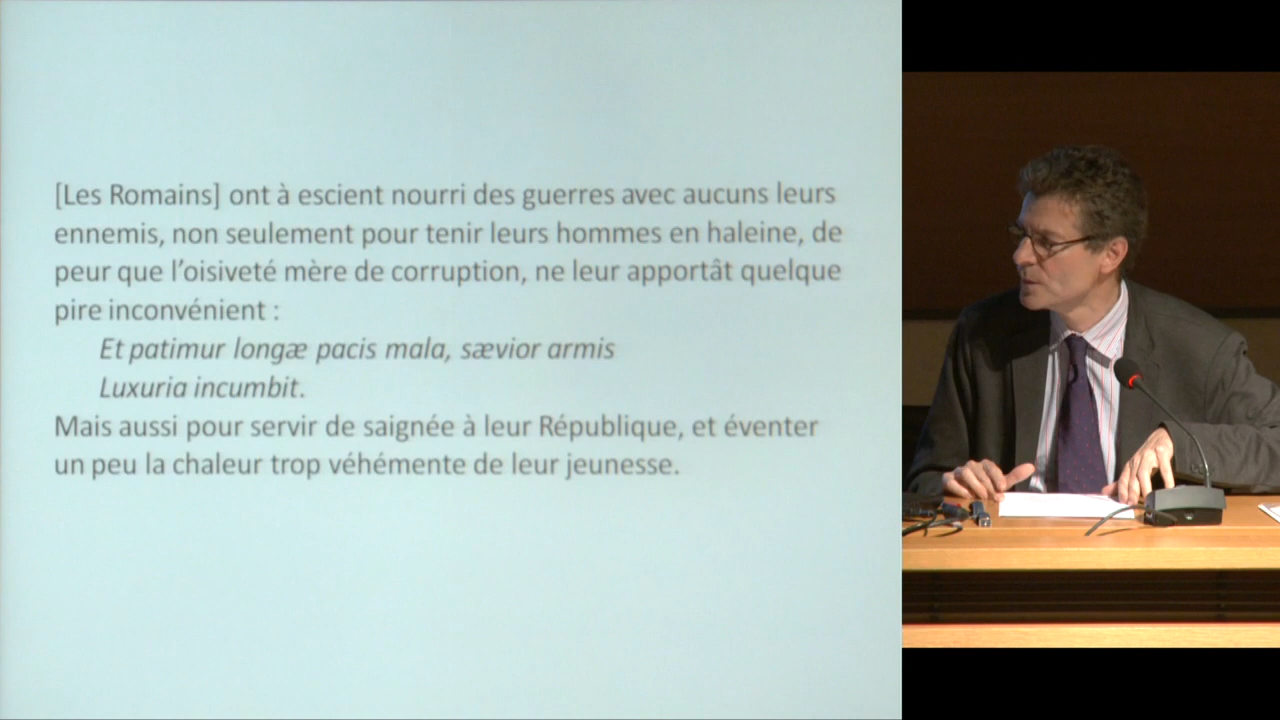 [Les Romains] ont à escient nourri des guerres avec aucuns leurs
ennemis, non seulement pour tenir leurs hommes en haleine, de
peur que l’oisiveté mère de corruption, ne leur apportât quelque
pire inconvénient :
Et patimur longæ pacis mala, sævior armis
Luxuria incumbit.
Mais aussi pour servir de saignée à leur République, et éventer
un peu la chaleur trop véhémente de leur jeunesse.